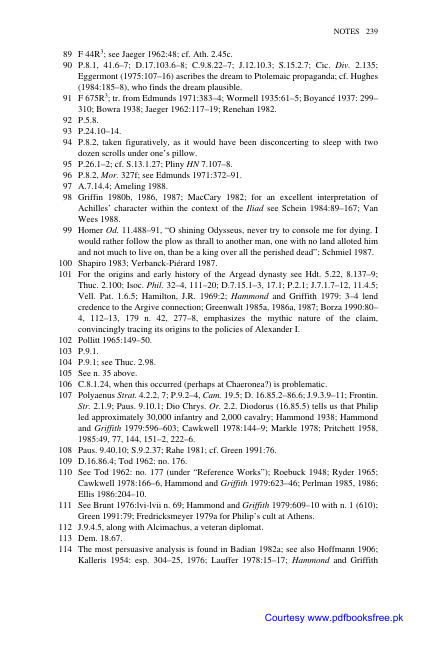 NOTES 239
89 F 44R³; see Jaeger 1962:48; cf. Ath. 2.45c.
90 P.8.1, 41.6–7; D.17.103.6–8; C.9.8.22–7; J.12.10.3; S.15.2.7; Cic. Div. 2.135;
Eggermont (1975:107–16) ascribes the dream to Ptolemaic propaganda; cf. Hughes
(1984:185–8), who finds the dream plausible.
91 F 675R³; tr. from Edmunds 1971:383–4; Wormell 1935:61–5; Boyancé 1937: 299–
310; Bowra 1938; Jaeger 1962:117–19; Renehan 1982.
92 P.5.8.
93 P.24.10–14.
94 P.8.2, taken figuratively, as it would have been disconcerting to sleep with two
dozen scrolls under one's pillow.
95 P.26.1–2; cf. S.13.1.27; Pliny HN 7.107–8.
96 P.8.2, Mor. 327f; see Edmunds 1971:372–91.
97 A.7.14.4; Ameling 1988.
98 Griffin 1980b, 1986, 1987; MacCary 1982; for an excellent interpretation of
Achilles' character within the context of the Iliad see Schein 1984:89–167; Van
Wees 1988.
99 Homer Od. 11.488–91, "O shining Odysseus, never try to console me for dying. I
would rather follow the plow as thrall to another man, one with no land alloted him
and not much to live on, than be a king over all the perished dead"; Schmiel 1987.
100 Shapiro 1983; Verbanck-Piérard 1987.
101 For the origins and early history of the Argead dynasty see Hdt. 5.22, 8.137–9;
Thuc. 2.100; Isoc. Phil. 32–4, 111–20; D.7.15.1–3, 17.1; P.2.1; J.7.1.7–12, 11.4.5;
Vell. Pat. 1.6.5; Hamilton, J.R. 1969:2; Hammond and Griffith 1979: 3–4 lend
credence to the Argive connection; Greenwalt 1985a, 1986a, 1987; Borza 1990:80–
4, 112–13, 179 n. 42, 277–8, emphasizes the mythic nature of the claim,
convincingly tracing its origins to the policies of Alexander I.
102 Pollitt 1965:149–50.
103 P.9.1.
104 P.9.1; see Thuc. 2.98.
105 See n. 35 above.
106 C.8.1.24, when this occurred (perhaps at Chaeronea?) is problematic.
107 Polyaenus Strat. 4.2.2, 7; P.9.2–4, Cam. 19.5; D. 16.85.2–86.6; J.9.3.9–11; Frontin.
Str. 2.1.9; Paus. 9.10.1; Dio Chrys. Or. 2.2. Diodorus (16.85.5) tells us that Philip
led approximately 30,000 infantry and 2,000 cavalry; Hammond 1938; Hammond
and Griffith 1979:596–603; Cawkwell 1978:144–9; Markle 1978; Pritchett 1958,
1985:49, 77, 144, 151–2, 222–6.
108 Paus. 9.40.10; S.9.2.37; Rahe 1981; cf. Green 1991:76.
109 D.16.86.4; Tod 1962: no. 176.
110 See Tod 1962: no. 177 (under "Reference Works"); Roebuck 1948; Ryder 1965;
Cawkwell 1978:166–6, Hammond and Griffith 1979:623–46; Perlman 1985, 1986;
Ellis 1986:204–10.
111 See Brunt 1976:lvi-lvii n. 69; Hammond and Griffith 1979:609–10 with n. 1 (610);
Green 1991:79; Fredricksmeyer 1979a for Philip's cult at Athens.
112 J.9.4.5, along with Alcimachus, a veteran diplomat.
113 Dem. 18.67.
114 The most persuasive analysis is found in Badian 1982a; see also Hoffmann 1906;
Kalleris 1954: esp. 304–25, 1976; Lauffer 1978:15–17; Hammond and Griffith
Courtesy www.pdfbooksfree.pk